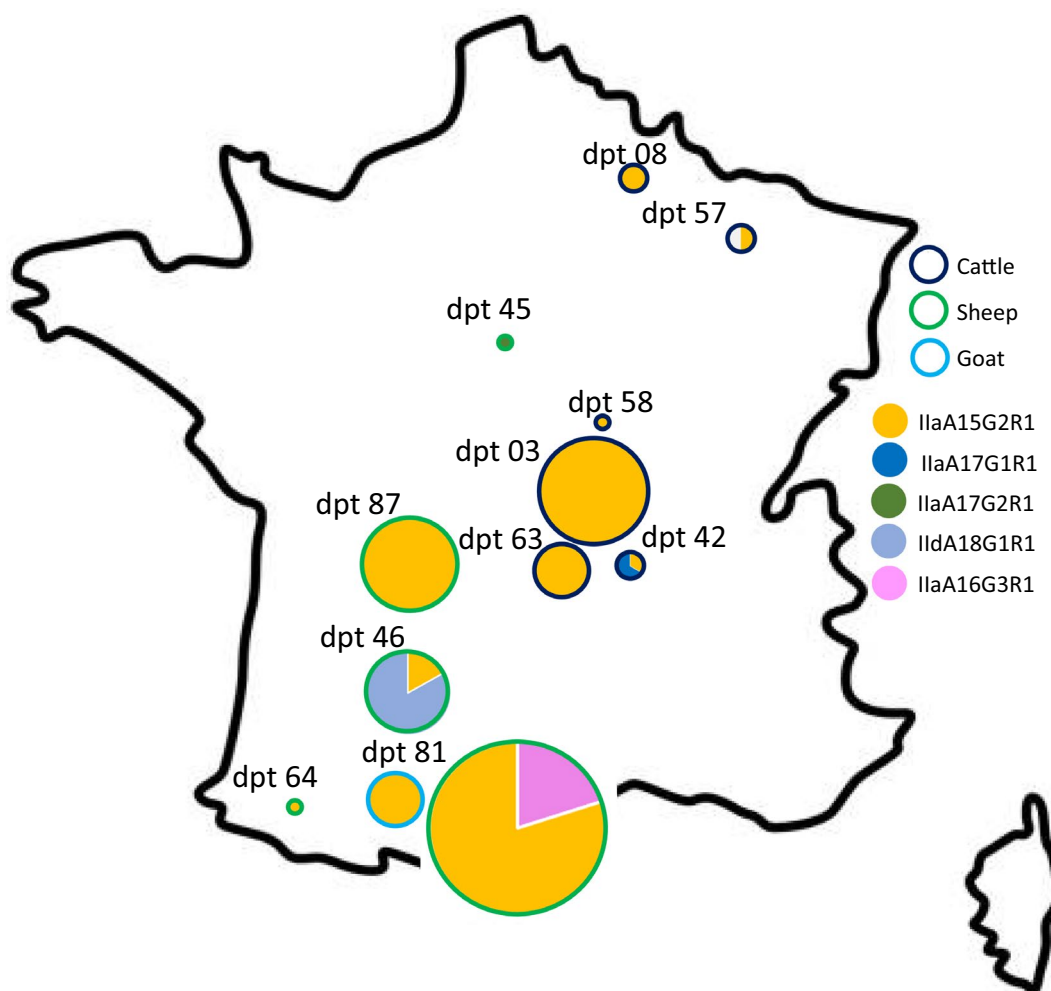 dpt 08
dpt 57
Cattle
dpt 45
Sheep
Goat
dpt 58
IIaA15G2R1
dpt 03
IIaA17G1R1
dpt 87
IIaA17G2R1
dpt 63
dpt 42
IIdA18G1R1
IIaA16G3R1
dpt 46
dpt 81
dpt 64